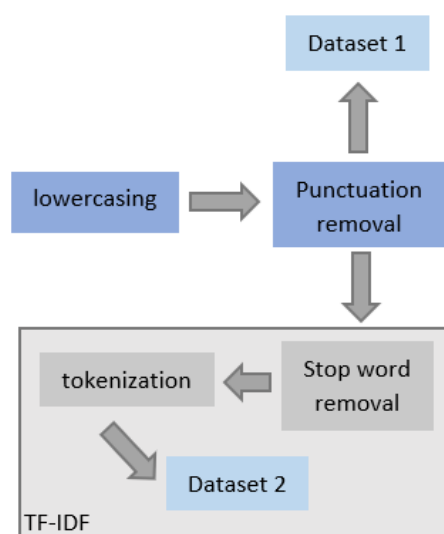 Dataset 1
lowercasing
Punctuation
removal
tokenization
Stop word
removal
Dataset 2
TF-IDF